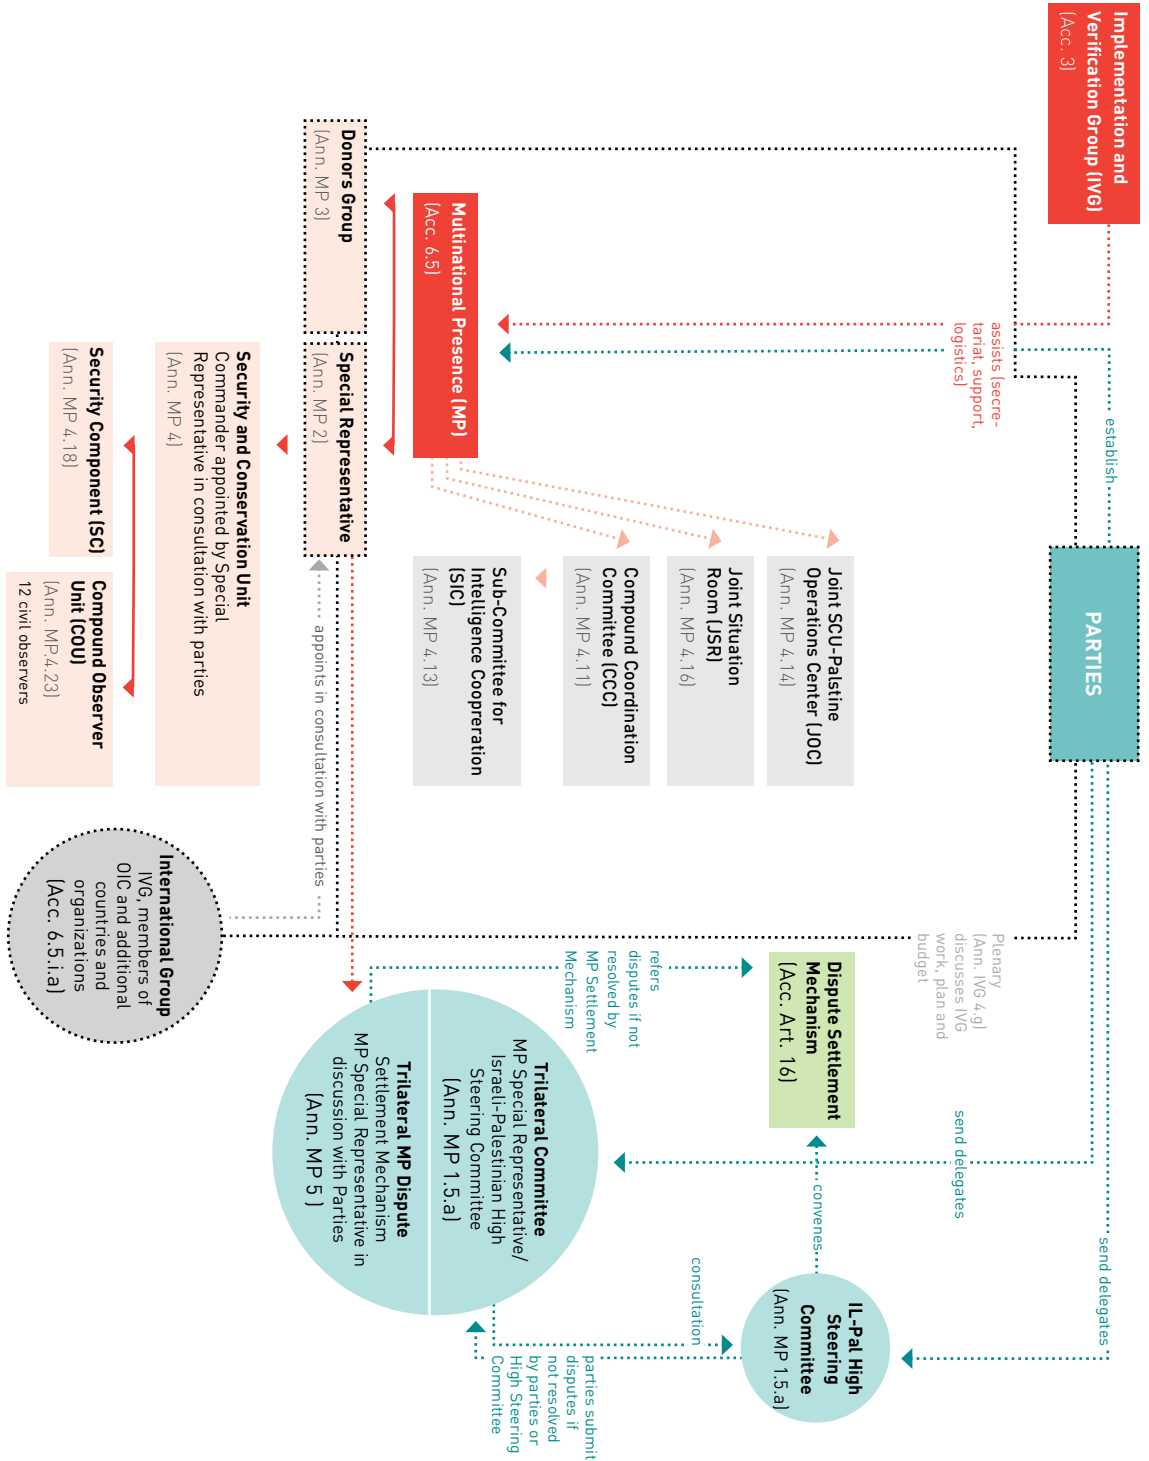 Implementation and
Verification Group (IVG)
(Acc. 3)
assists (secre-
tariat, support,
logistics)
establish
PARTIES
Plenary
(Ann. IVG 4.g)
discusses IVG
work, plan and
budget
send delegates
send delegates
Joint SCU-Palstine
Operations Center (JOC)
(Ann. MP 4.14)
Joint Situation
Room (JSR)
(Ann. MP 4.16)
Compound Coordination
Committee (CCC)
(Ann. MP 4.11)
Sub-Committee for
Intelligence Coopreration
(SIC)
(Ann. MP 4.13)
Dispute Settlement
Mechanism
(Acc. Art. 16)
convenes
IL-Pal High
Steering
Committee
(Ann. MP 1.5.a)
consultation
refers
disputes if not
resolved by
MP Settlement
Mechanism
parties submit
disputes if
not resolved
by parties or
High Steering
Committee
Multinational Presence (MP)
(Acc. 6.5)
Trilateral Committee
MP Special Representative/
Israeli-Palestinian High
Steering Committee
(Ann. MP 1.5.a)
Trilateral MP Dispute
Settlement Mechanism
MP Special Representative in
discussion with Parties
(Ann. MP 5 )
Donors Group
(Ann. MP 3)
Special Representative
(Ann. MP 2)
appoints in consultation with parties
Security and Conservation Unit
Commander appointed by Special
Representative in consultation with parties
(Ann. MP 4)
Security Component (SC)
(Ann. MP 4.18)
Compound Observer
Unit (COU)
(Ann. MP.4.23)
12 civil observers
International Group
IVG, members of
OIC and additional
countries and
organizations
(Acc. 6.5.i.a)